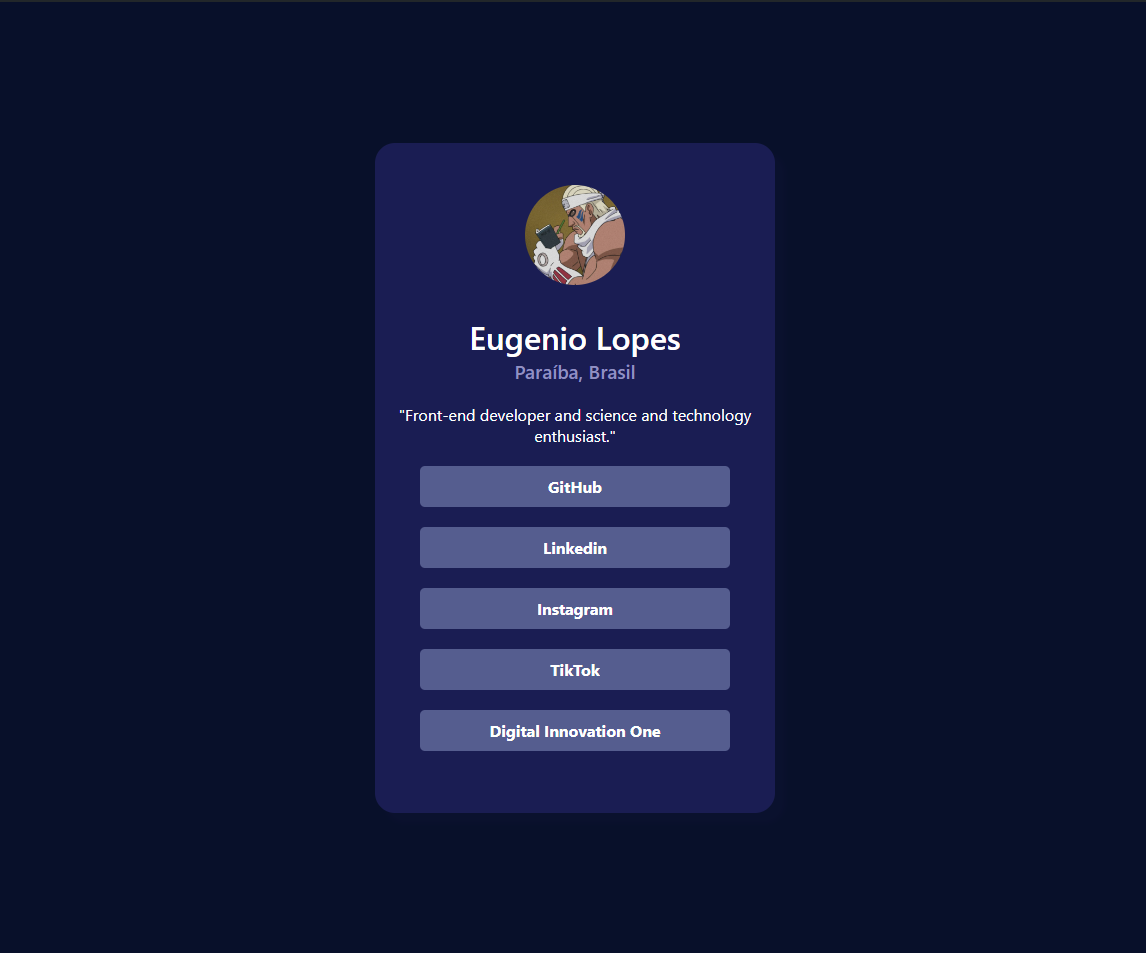 Eugenio Lopes
Paraíba, Brasil
"Front-end developer and science and technology
enthusiast."
GitHub
Linkedin
Instagram
TikTok
Digital Innovation One